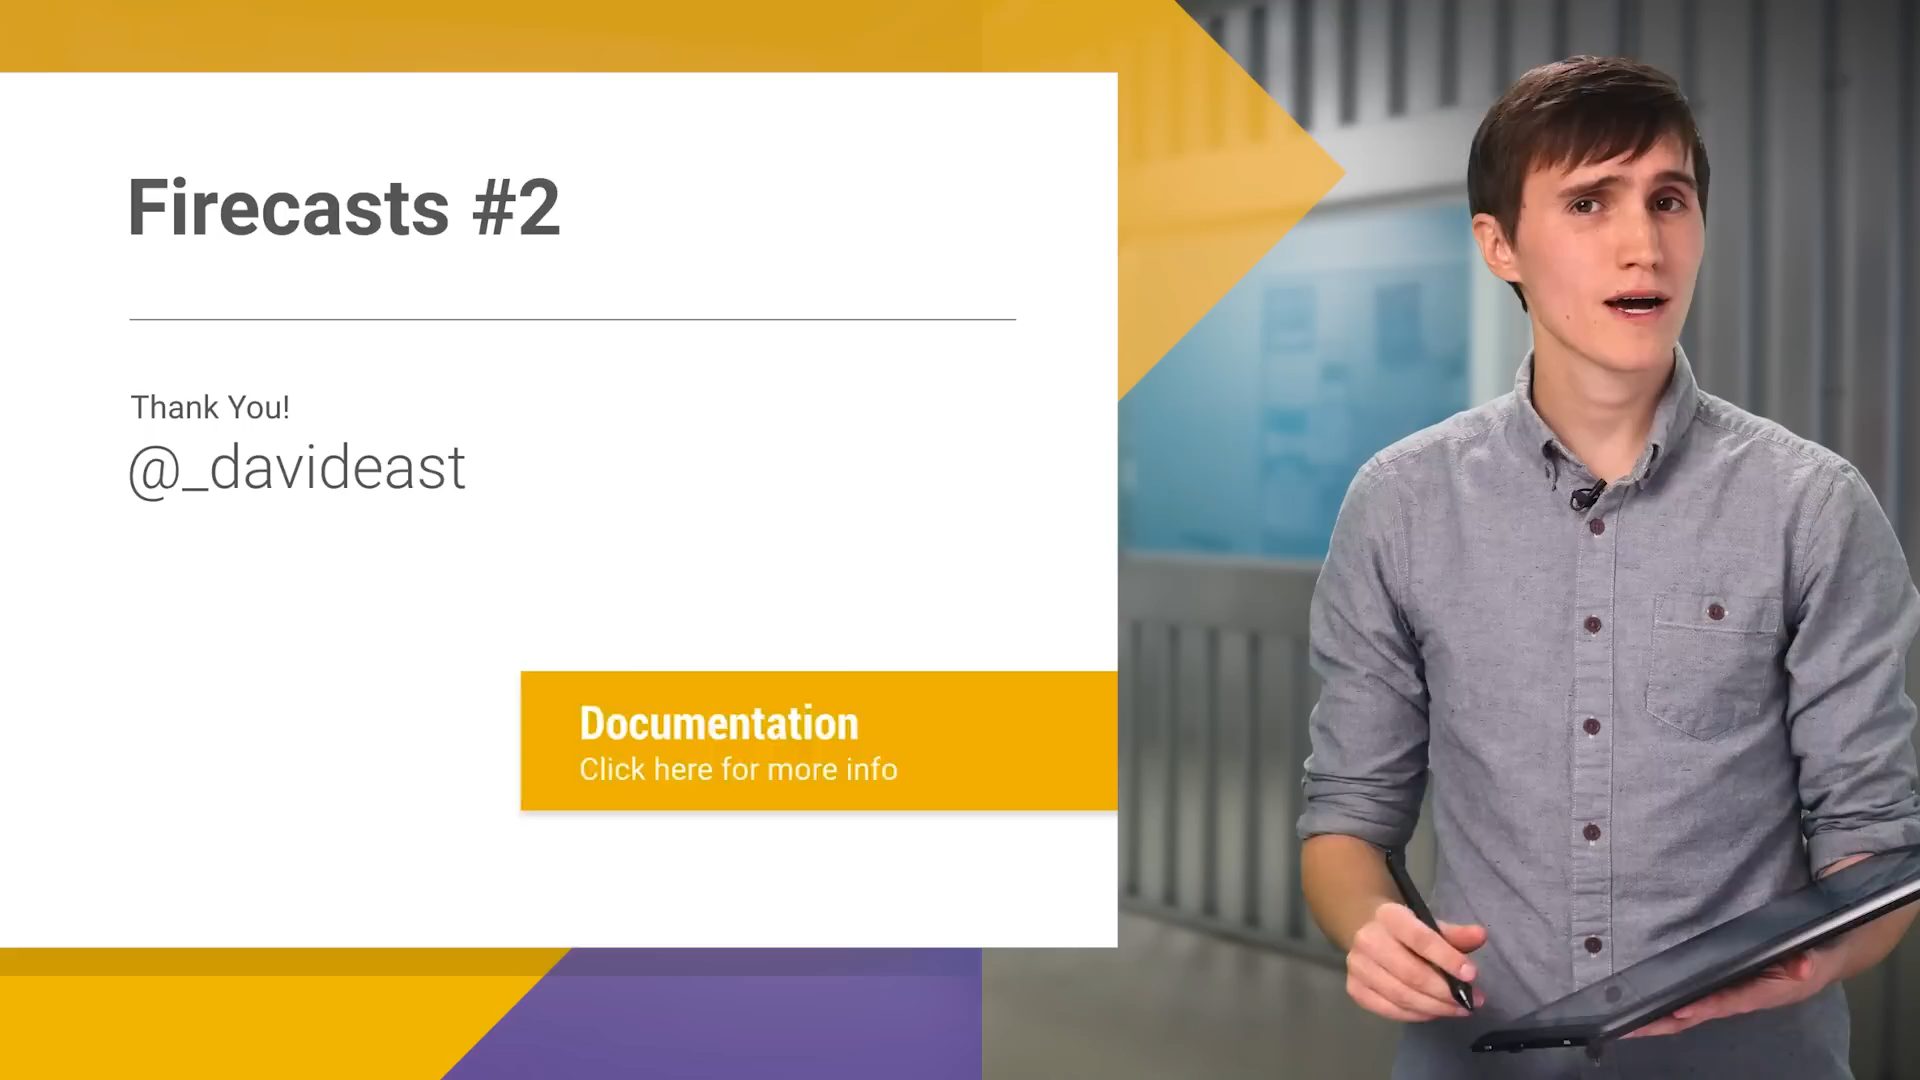 Firecasts #2
Thank You!
@_davideast
Documentation
Click here for more info